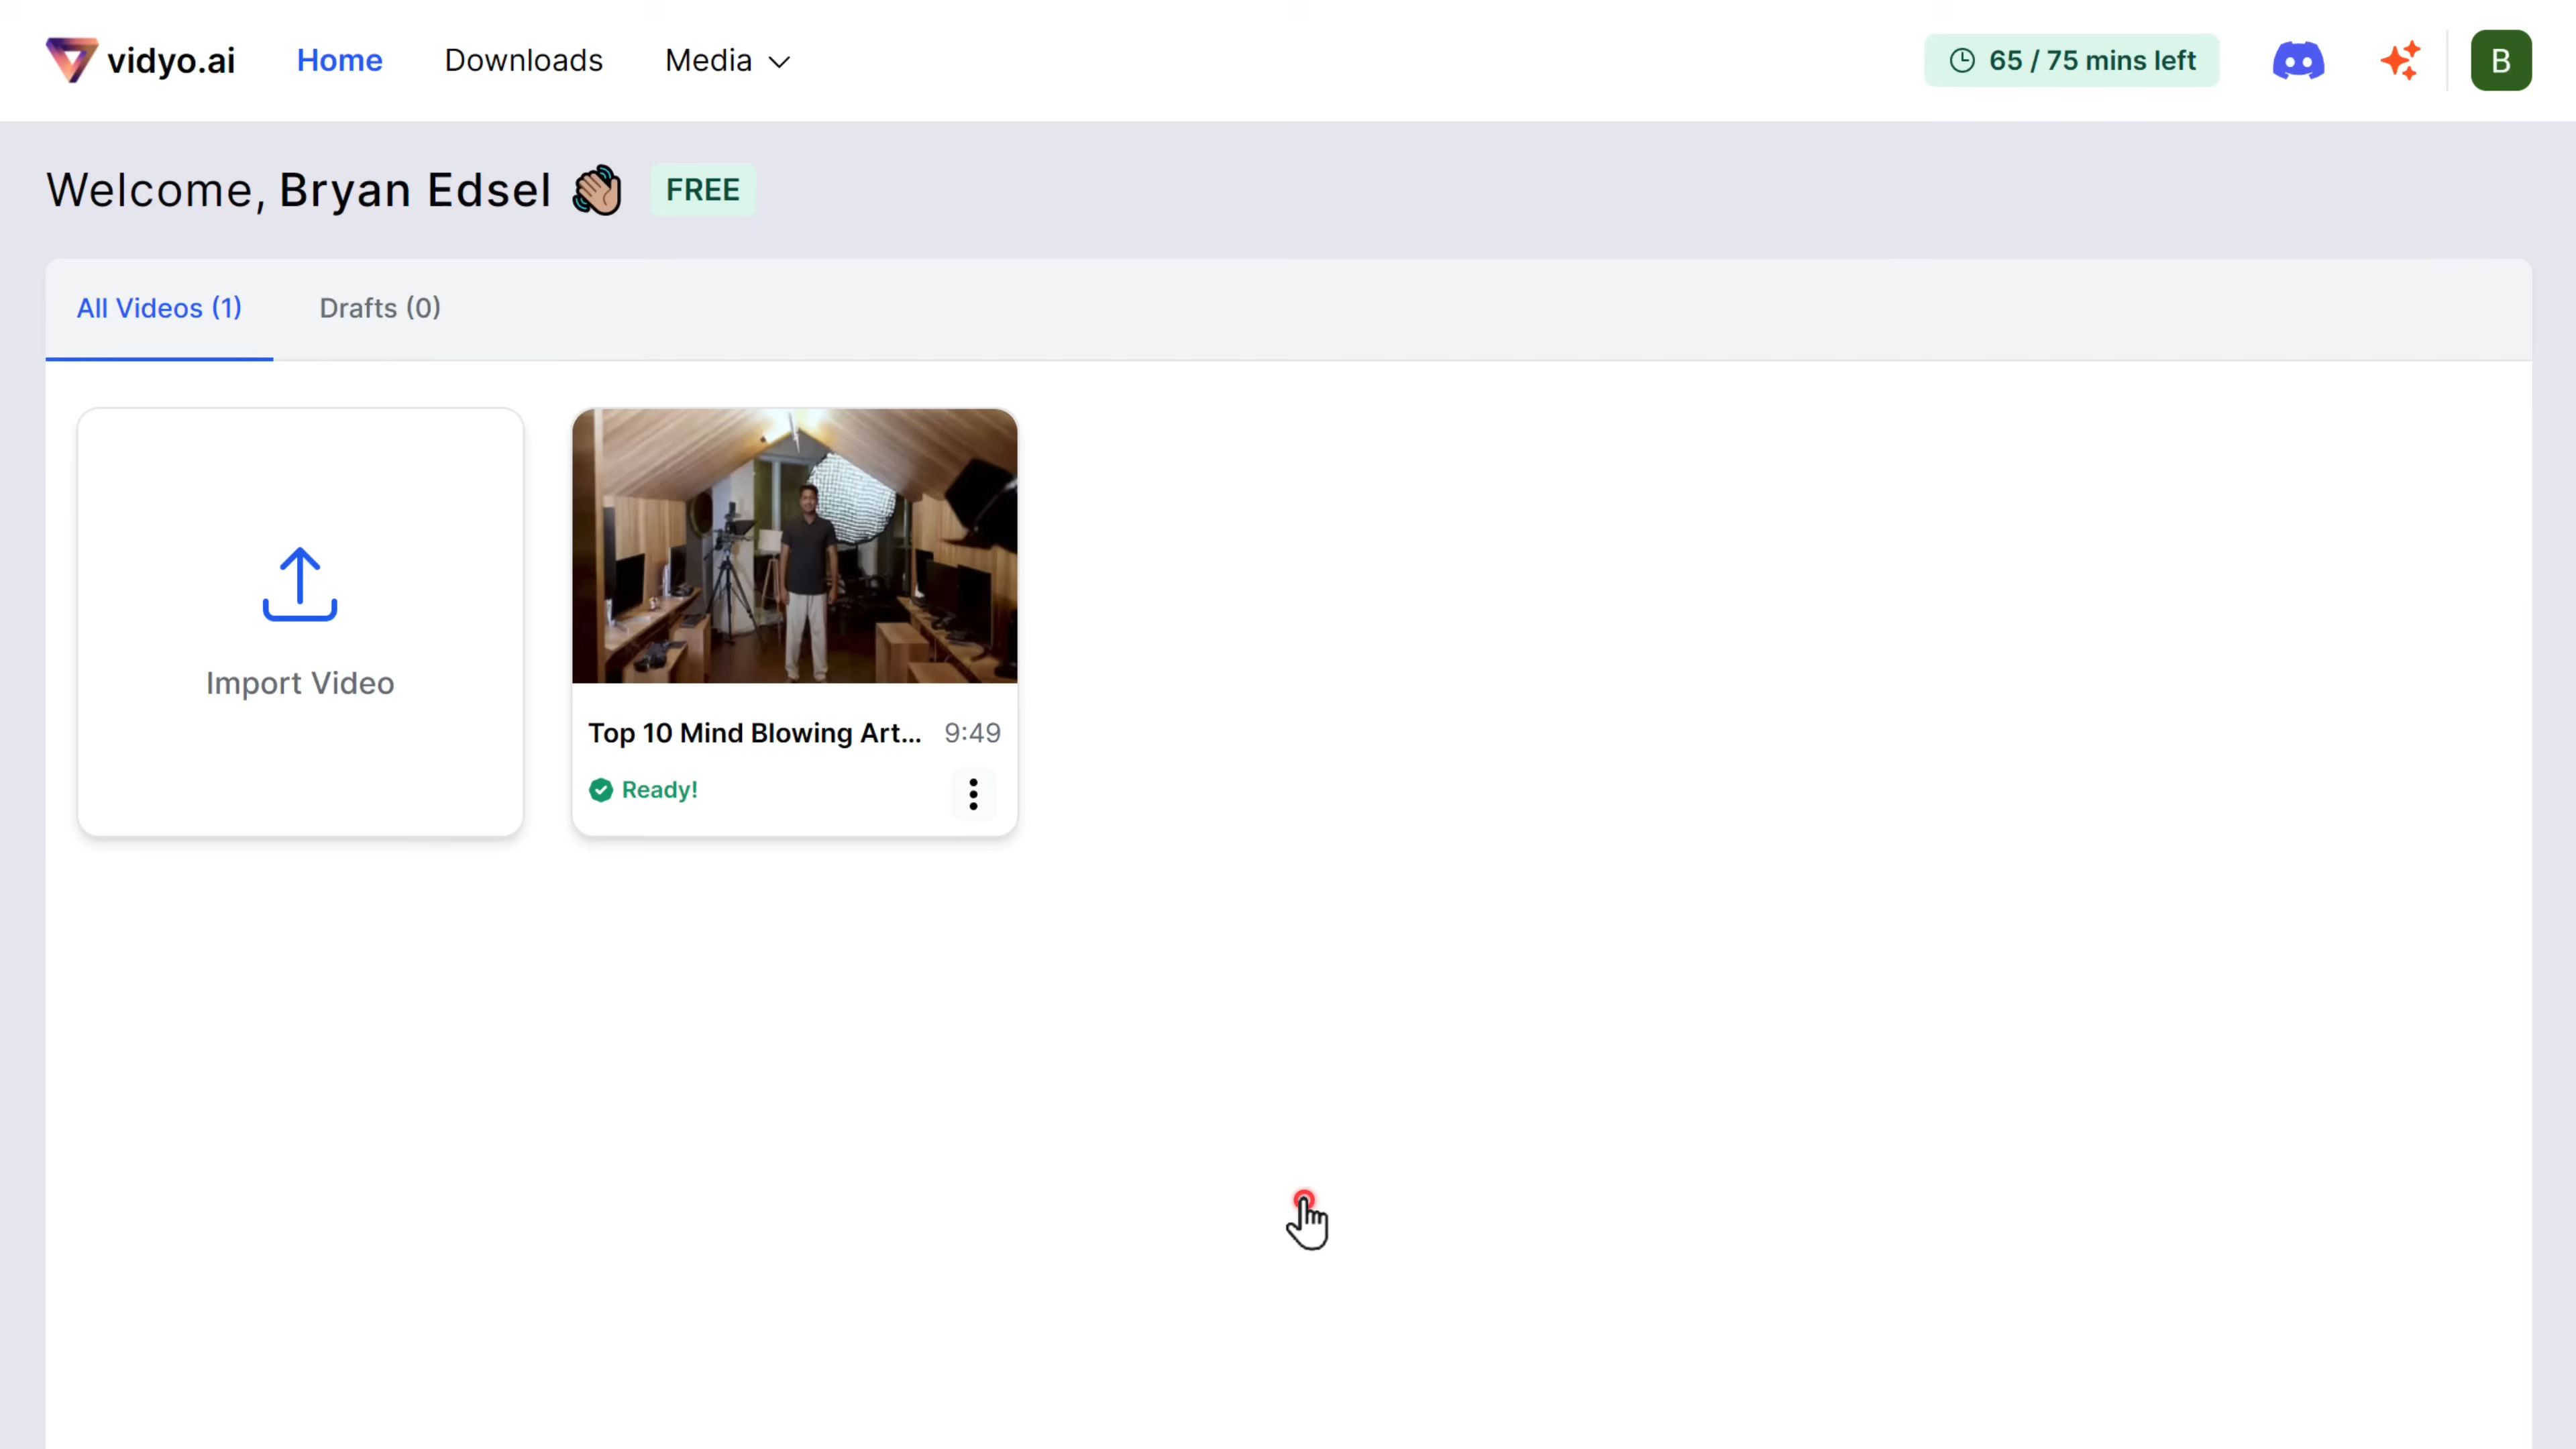 vidyo.ai
Home
Downloads
Media
65 / 75 mins left
B
Welcome, Bryan Edsel
FREE
All Videos (1)
Drafts (0)
Import Video
Top 10 Mind Blowing Art...
9:49
Ready!